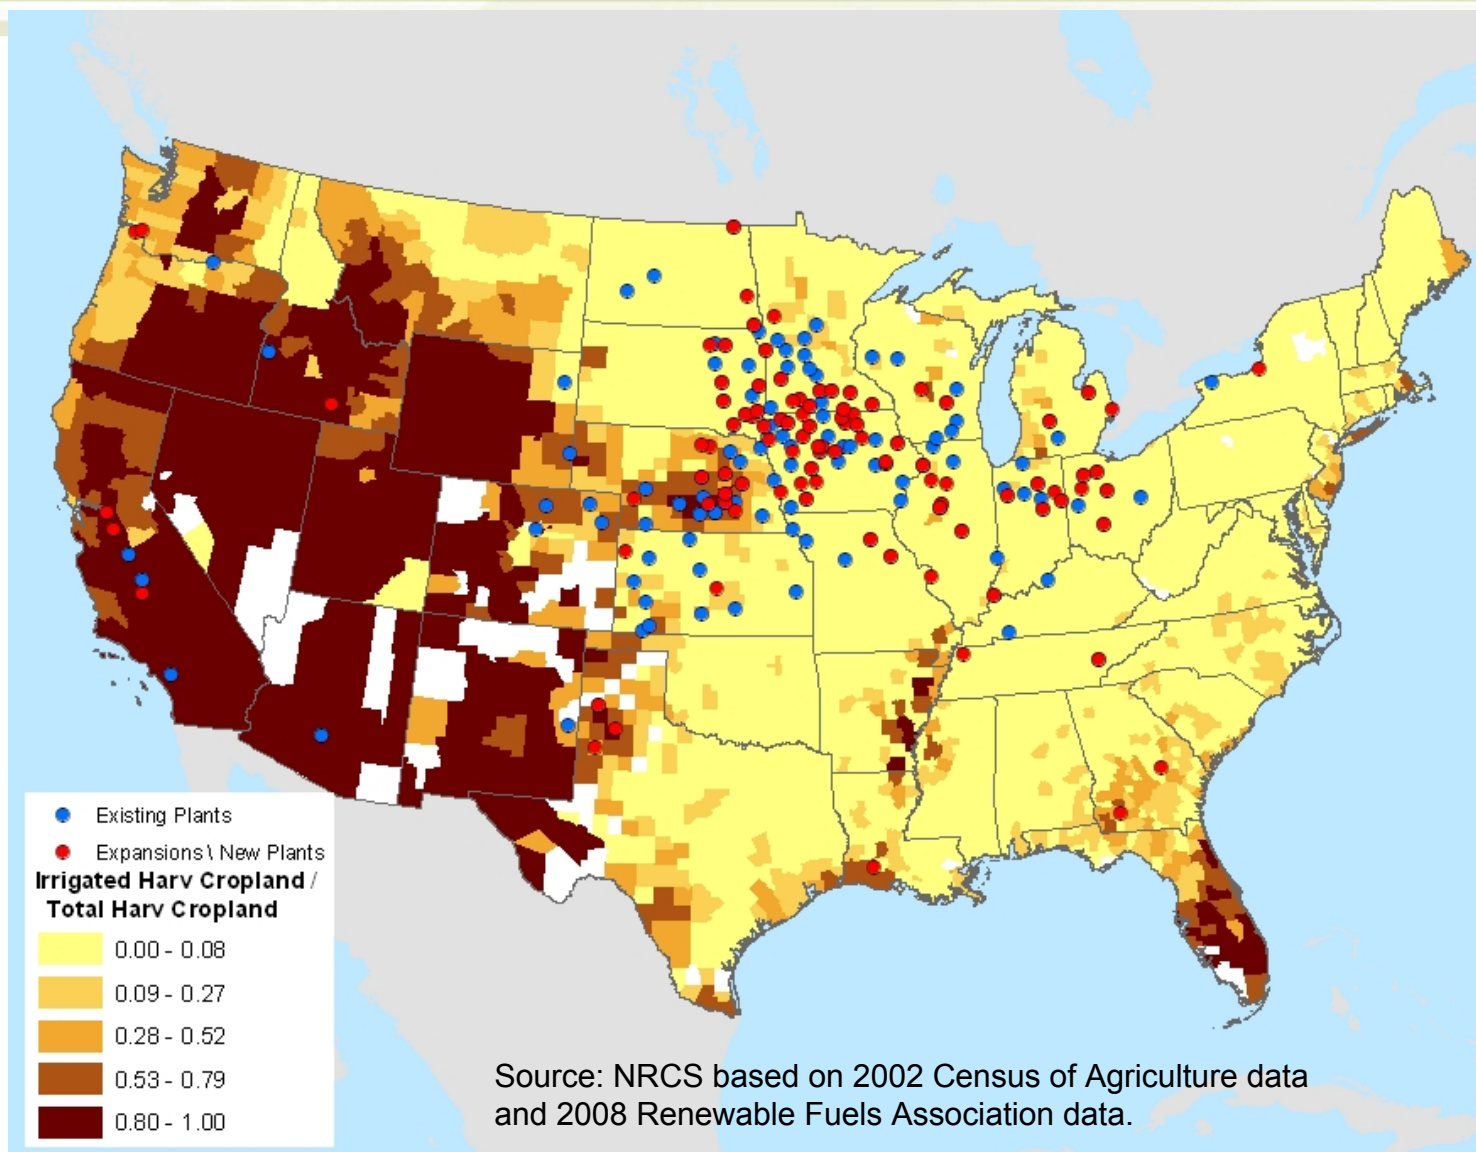 Existing Plants
Expansions \ New Plants
Irrigated Harv Cropland /
Total Harv Cropland
0.00 - 0.08
0.09 - 0.27
0.28 - 0.52
0.53 - 0.79
0.80 - 1.00
Source: NRCS based on 2002 Census of Agriculture data
and 2008 Renewable Fuels Association data.